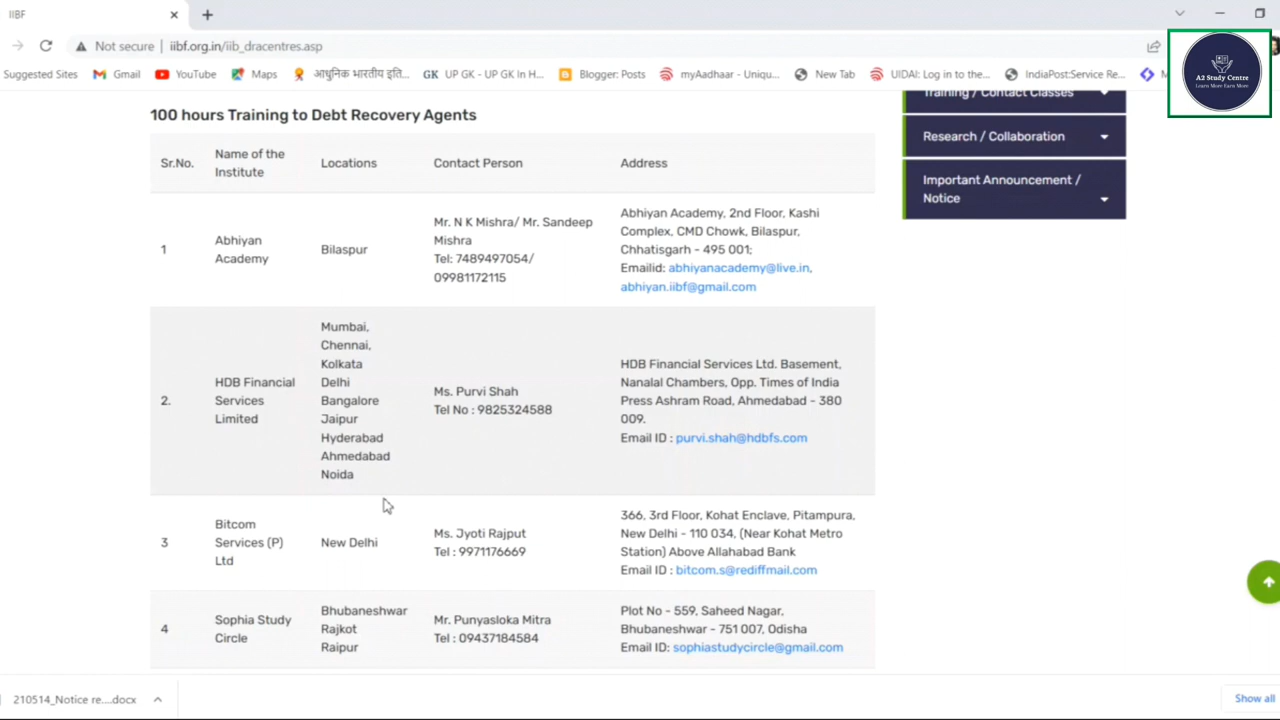 IIBF
Not secure | iibf.org.in/iib_dracentres.asp
Suggested Sites
Gmail
YouTube
Maps
आधुनिक भारतीय इति...
GK UP GK - UP GK In H...
Blogger: Posts
myAadhaar - Uniqu...
New Tab
UIDAI: Log in to the...
IndiaPost:Service Re...
A2 Study Centre
Learn More Earn More
Training / Contact Classes
Research / Collaboration
Important Announcement /
Notice
100 hours Training to Debt Recovery Agents
Sr.No.
Name of the
Institute
Locations
Contact Person
Address
1
Abhiyan
Academy
Bilaspur
Mr. N K Mishra/ Mr. Sandeep
Mishra
Tel: 7489497054/
09981172115
Abhiyan Academy, 2nd Floor, Kashi
Complex, CMD Chowk, Bilaspur,
Chhatisgarh - 495 001;
Emailid: abhiyanacademy@live.in,
abhiyan.iibf@gmail.com
2.
HDB Financial
Services
Limited
Mumbai,
Chennai,
Kolkata
Delhi
Bangalore
Jaipur
Hyderabad
Ahmedabad
Noida
Ms. Purvi Shah
Tel No : 9825324588
HDB Financial Services Ltd. Basement,
Nanalal Chambers, Opp. Times of India
Press Ashram Road, Ahmedabad - 380
009.
Email ID : purvi.shah@hdbfs.com
3
Bitcom
Services (P)
Ltd
New Delhi
Ms. Jyoti Rajput
Tel : 9971176669
366, 3rd Floor, Kohat Enclave, Pitampura,
New Delhi - 110 034, (Near Kohat Metro
Station) Above Allahabad Bank
Email ID : bitcom.s@rediffmail.com
4
Sophia Study
Circle
Bhubaneshwar
Rajkot
Raipur
Mr. Punyasloka Mitra
Tel : 09437184584
Plot No - 559, Saheed Nagar,
Bhubaneshwar - 751 007, Odisha
Email ID: sophiastudycircle@gmail.com
210514_Notice re....docx
Show all